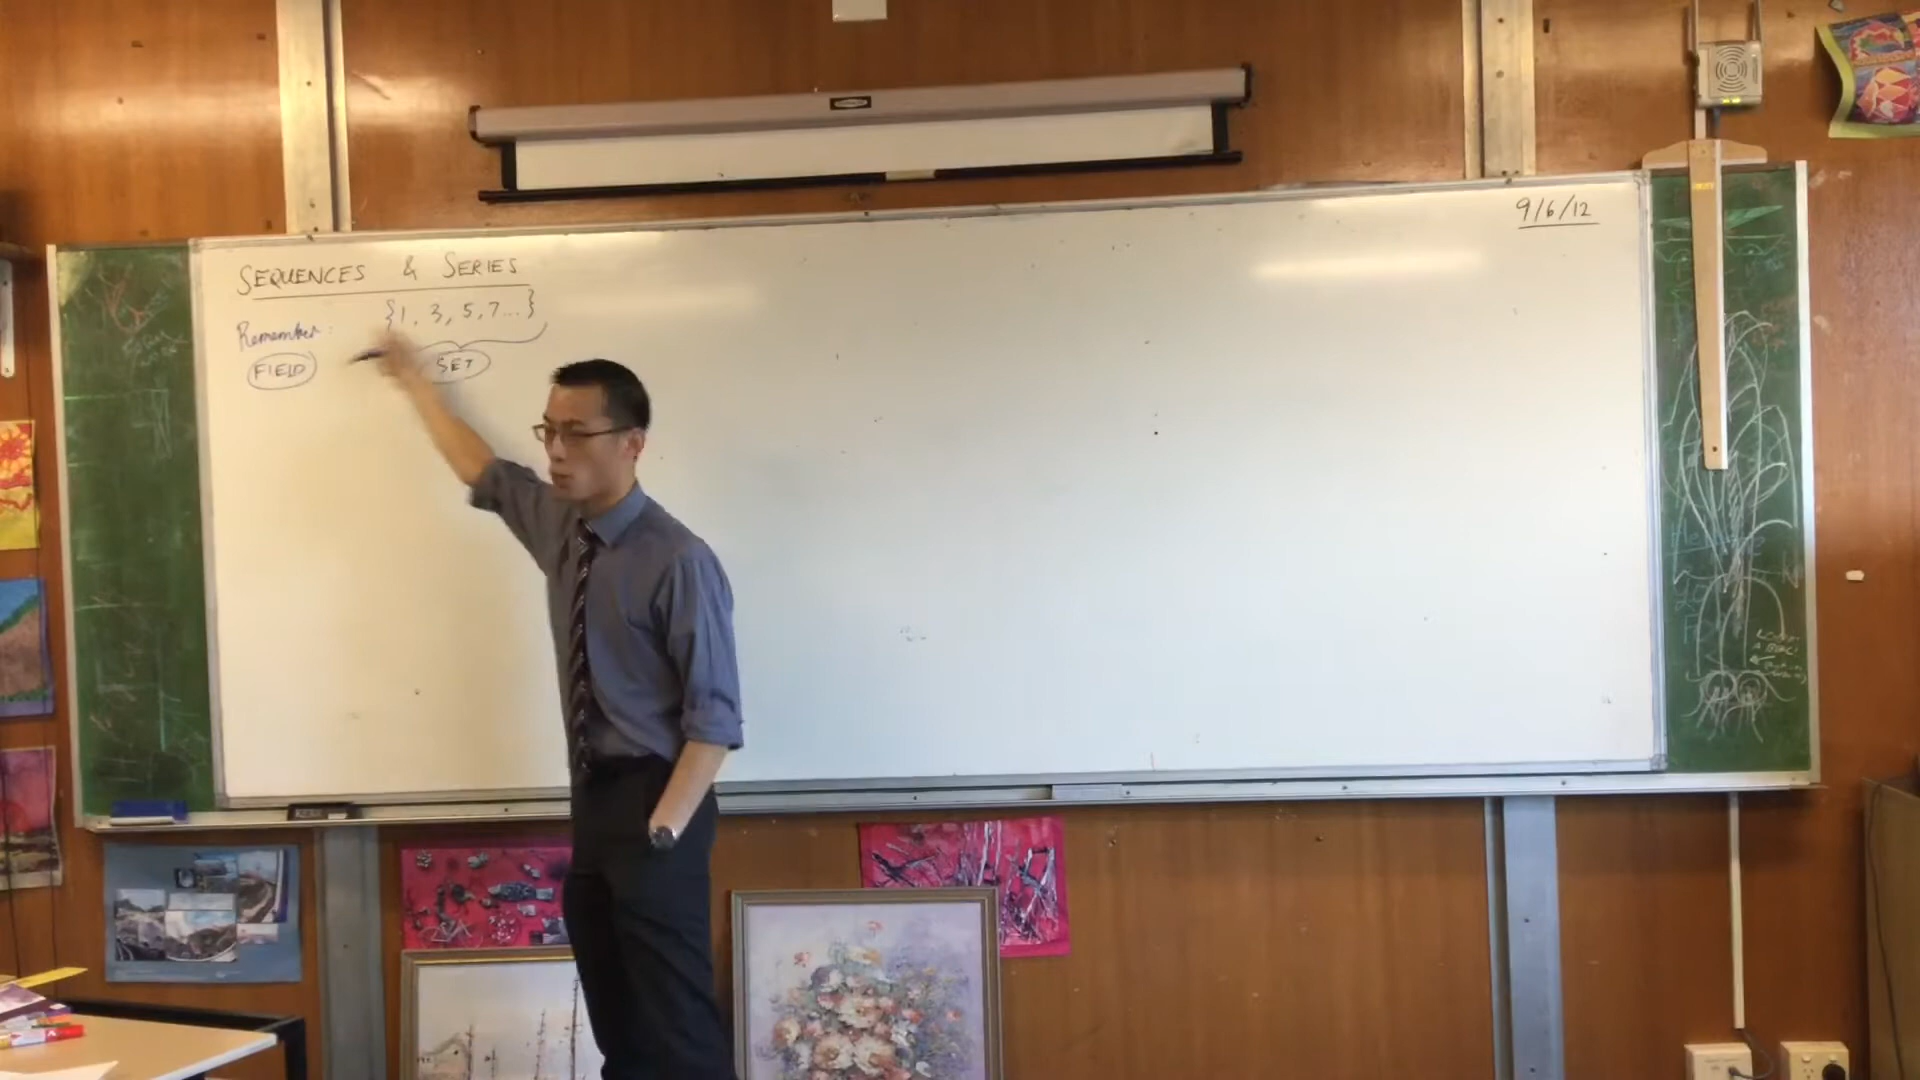 9/6/12
SEQUENCES & SERIES
{1, 3, 5, 7...}
Remember:
FIELD SET